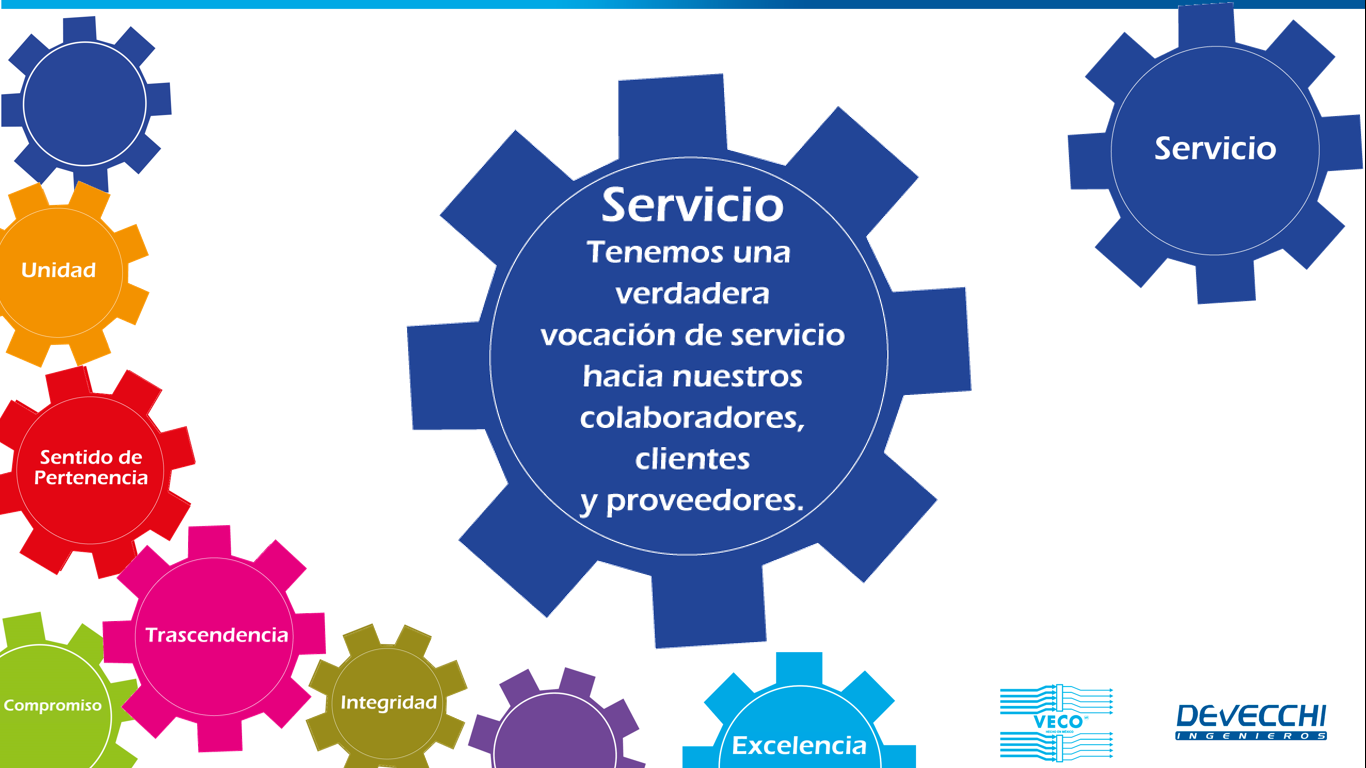 Servicio
Servicio
Tenemos una
verdadera
vocación de servicio
hacia nuestros
colaboradores,
clientes
y proveedores.
Unidad
Sentido de
Pertenencia
Trascendencia
Compromiso
Integridad
Excelencia
VECO
DEVECCHI
INGENIEROS